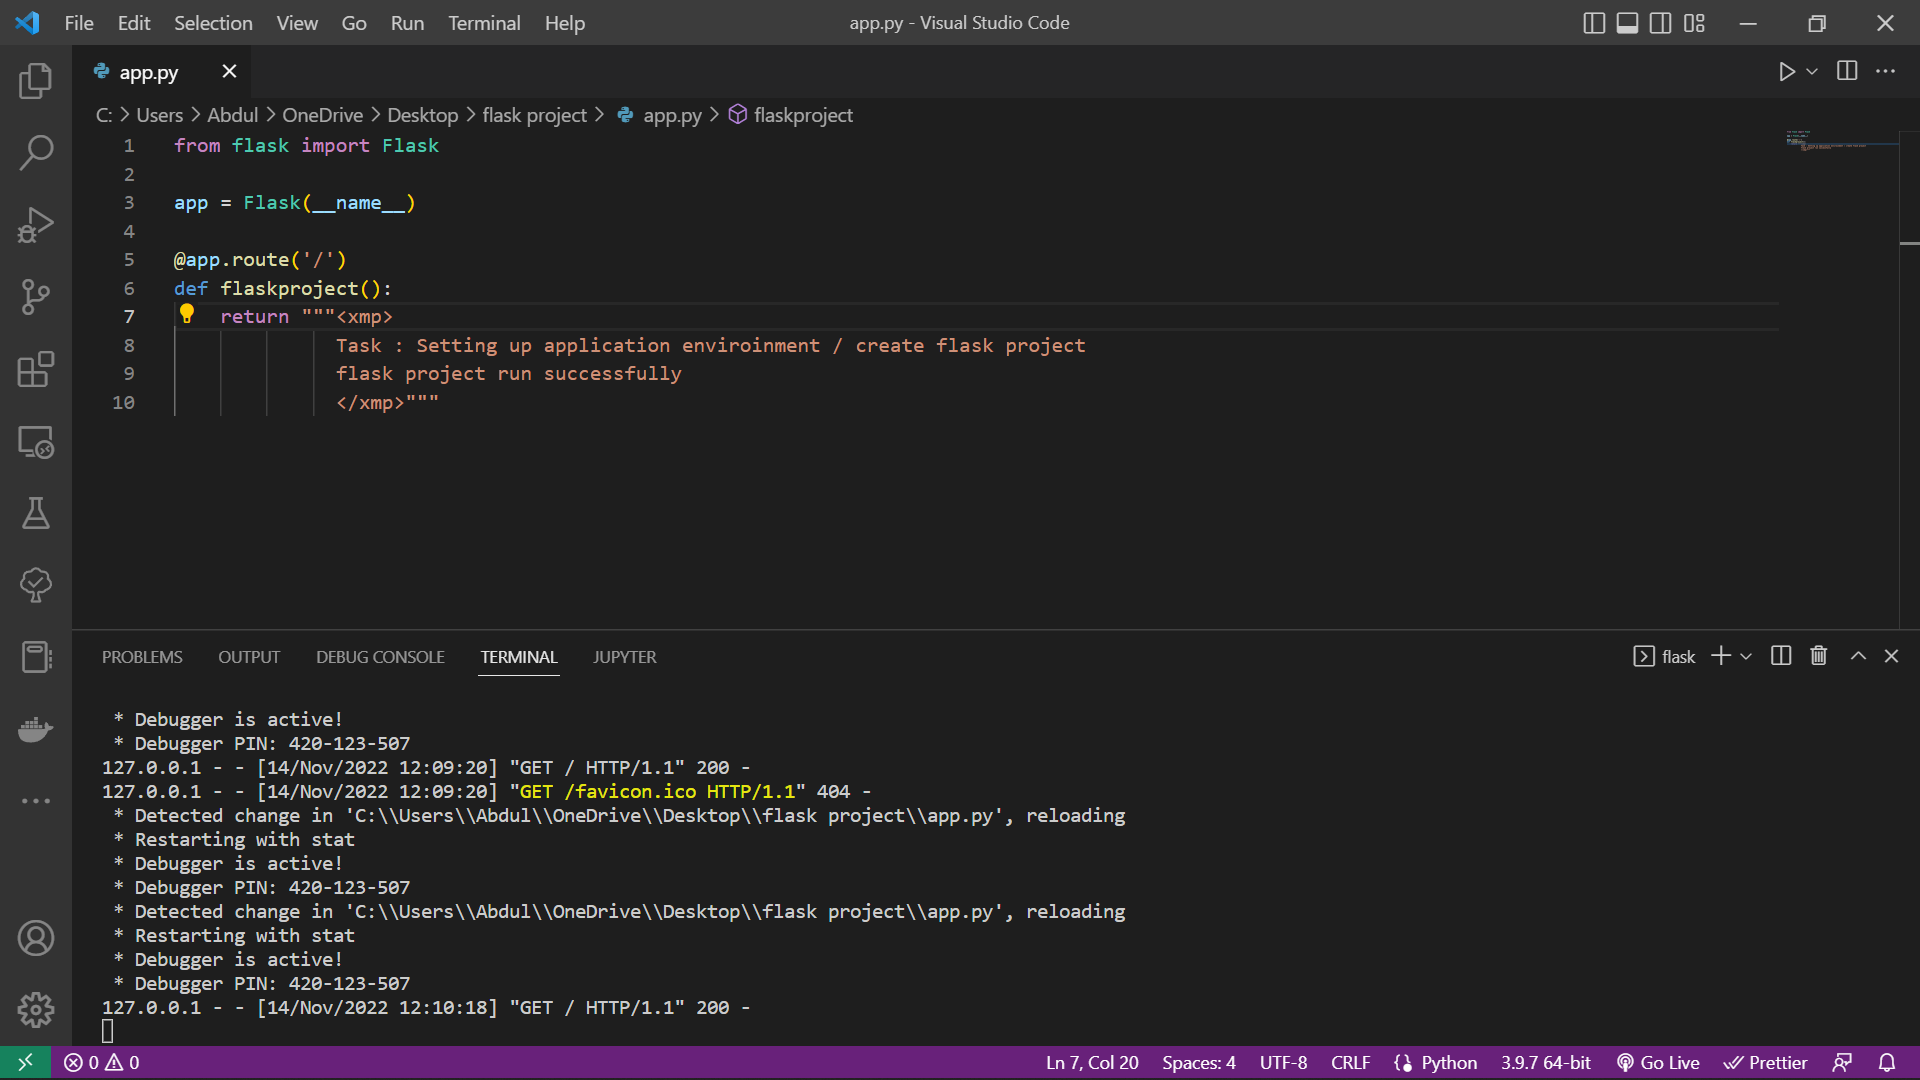 File Edit Selection View Go Run Terminal Help app.py - Visual Studio Code
app.py
C: > Users > Abdul > OneDrive > Desktop > flask project > app.py > flaskproject
1 from flask import Flask
2
3 app = Flask(__name__)
4
5 @app.route('/')
6 def flaskproject():
7 return """<xmp>
8 Task : Setting up application enviroinment / create flask project
9 flask project run successfully
10 </xmp>"""
PROBLEMS OUTPUT DEBUG CONSOLE TERMINAL JUPYTER flask
* Debugger is active!
* Debugger PIN: 420-123-507
127.0.0.1 - - [14/Nov/2022 12:09:20] "GET / HTTP/1.1" 200 -
127.0.0.1 - - [14/Nov/2022 12:09:20] "GET /favicon.ico HTTP/1.1" 404 -
* Detected change in 'C:\\Users\\Abdul\\OneDrive\\Desktop\\flask project\\app.py', reloading
* Restarting with stat
* Debugger is active!
* Debugger PIN: 420-123-507
* Detected change in 'C:\\Users\\Abdul\\OneDrive\\Desktop\\flask project\\app.py', reloading
* Restarting with stat
* Debugger is active!
* Debugger PIN: 420-123-507
127.0.0.1 - - [14/Nov/2022 12:10:18] "GET / HTTP/1.1" 200 -
0 0 Ln 7, Col 20 Spaces: 4 UTF-8 CRLF Python 3.9.7 64-bit Go Live Prettier